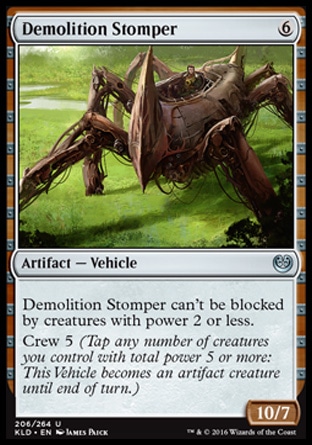 Demolition Stomper 6
Artifact — Vehicle
Demolition Stomper can't be blocked
by creatures with power 2 or less.
Crew 5 (Tap any number of creatures
you control with total power 5 or more:
This Vehicle becomes an artifact creature
until end of turn.)
10/7
206/264 U
KLD • EN James Paick
™ & © 2016 Wizards of the Coast